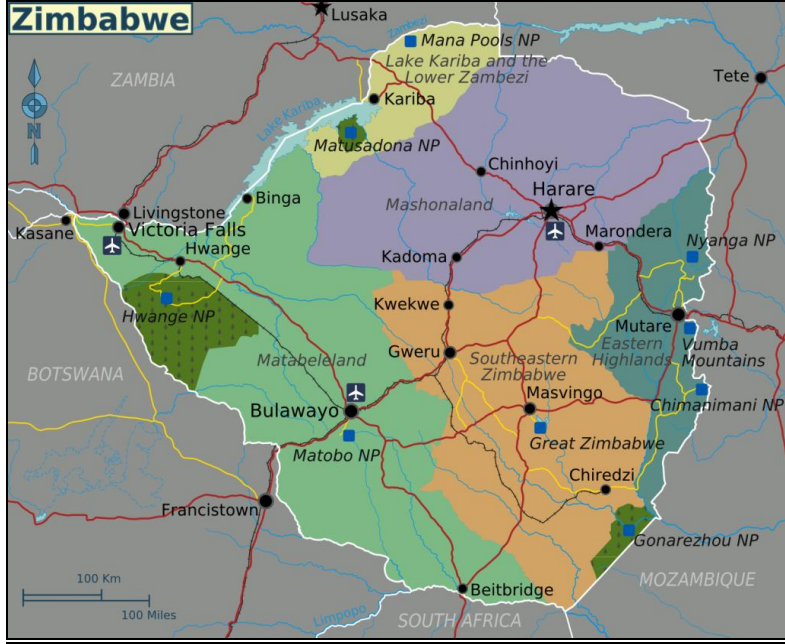 Zimbabwe
Lusaka
Zambezi
Mana Pools NP
Lake Kariba and the
Lower Zambezi
ZAMBIA
Tete
Kariba
Lake Kariba
N
Matusadona NP
Chinhoyi
Harare
Mashonaland
Binga
Livingstone
Victoria Falls
Kasane
Hwange
Marondera
Nyanga NP
Kadoma
Hwange NP
Kwekwe
Mutare
Vumba
Mountains
Eastern
Highlands
Gweru
Southeastern
Zimbabwe
Matabeleland
BOTSWANA
Masvingo
Chimanimani NP
Bulawayo
Great Zimbabwe
Matobo NP
Chiredzi
Francistown
Gonarezhou NP
MOZAMBIQUE
100 Km
100 Miles
Beitbridge
Limpopo
SOUTH AFRICA